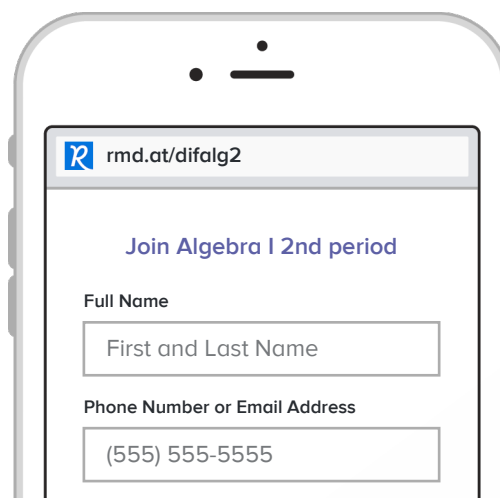 R rmd.at/difalg2
Join Algebra I 2nd period
Full Name
First and Last Name
Phone Number or Email Address
(555) 555-5555